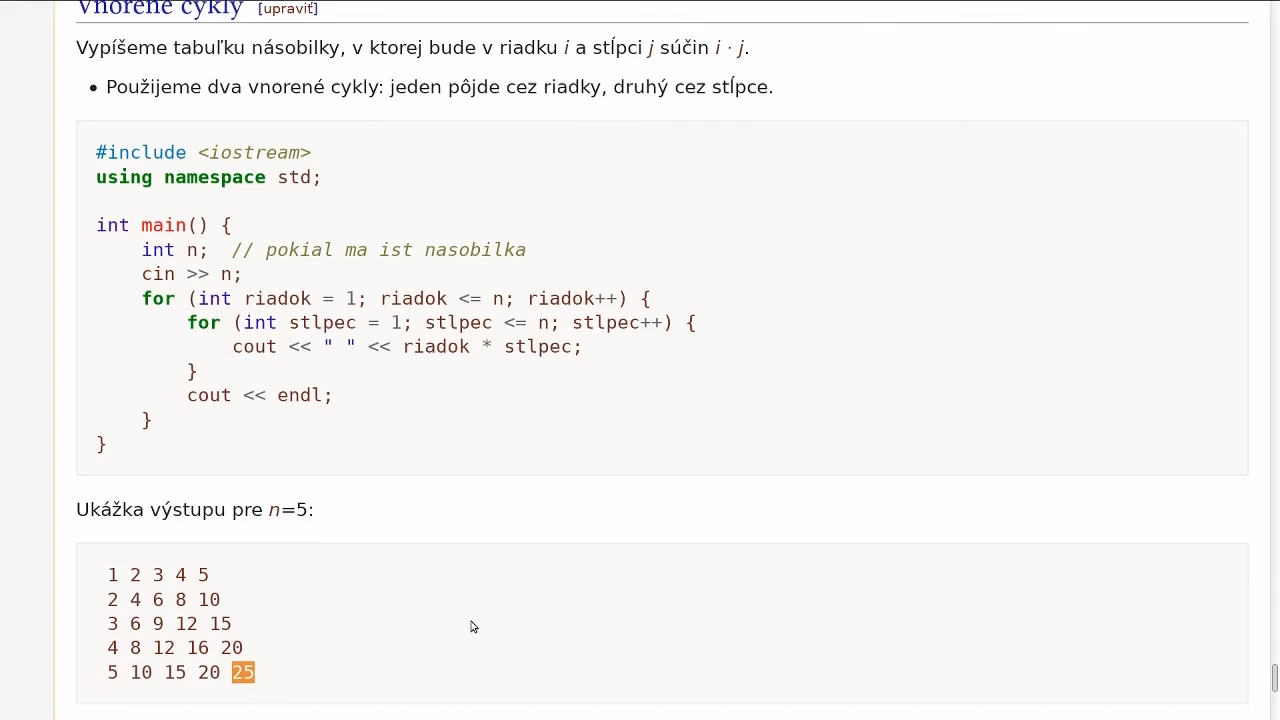 Vnorené cykly [upraviť]
Vypíšeme tabuľku násobilky, v ktorej bude v riadku i a stĺpci j súčin i · j.
• Použijeme dva vnorené cykly: jeden pôjde cez riadky, druhý cez stĺpce.
#include <iostream>
using namespace std;
int main() {
    int n;  // pokial ma ist nasobilka
    cin >> n;
    for (int riadok = 1; riadok <= n; riadok++) {
        for (int stlpec = 1; stlpec <= n; stlpec++) {
            cout << " " << riadok * stlpec;
        }
        cout << endl;
    }
}
Ukážka výstupu pre n=5:
 1 2 3 4 5
 2 4 6 8 10
 3 6 9 12 15
 4 8 12 16 20
 5 10 15 20 25